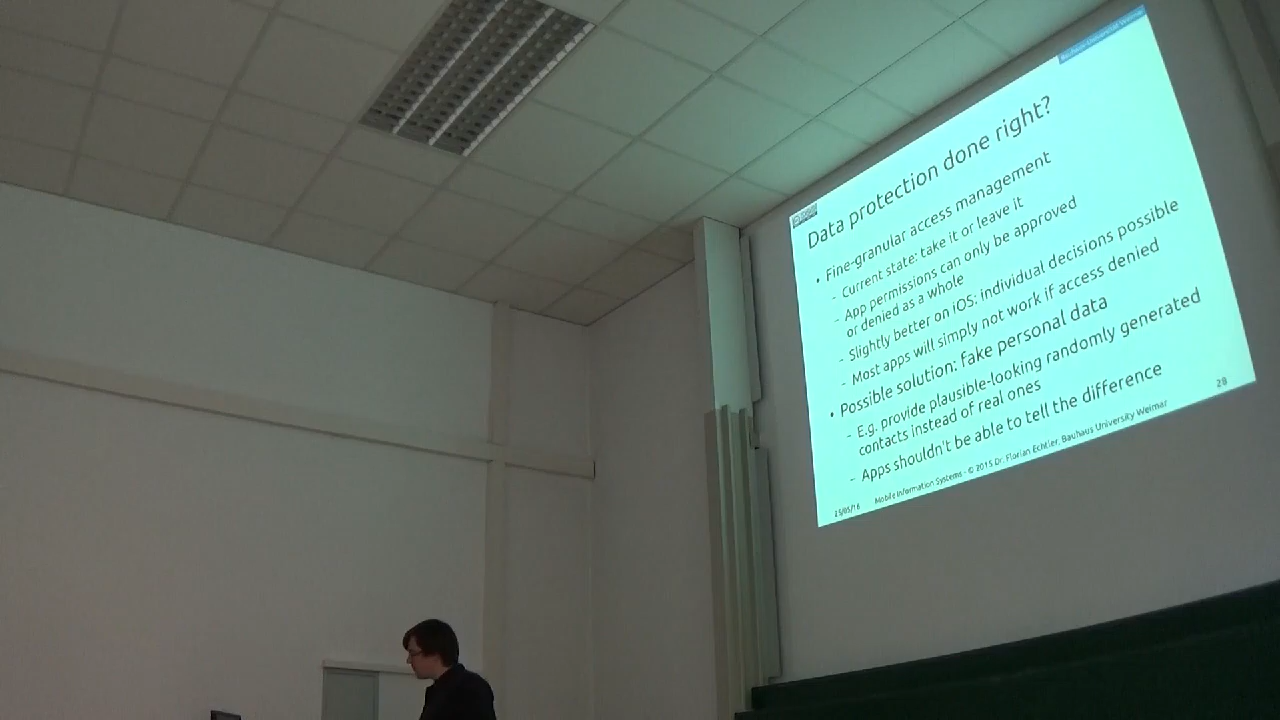 Data protection done right?
• Fine-granular access management
– Current state: take it or leave it
– App permissions can only be approved
or denied as a whole
– Slightly better on iOS: individual decisions possible
– Most apps will simply not work if access denied
• Possible solution: fake personal data
– E.g. provide plausible-looking randomly generated
contacts instead of real ones
– Apps shouldn't be able to tell the difference
25/05/16
Mobile Information Systems - © 2015 Dr. Florian Echtler, Bauhaus University Weimar
28